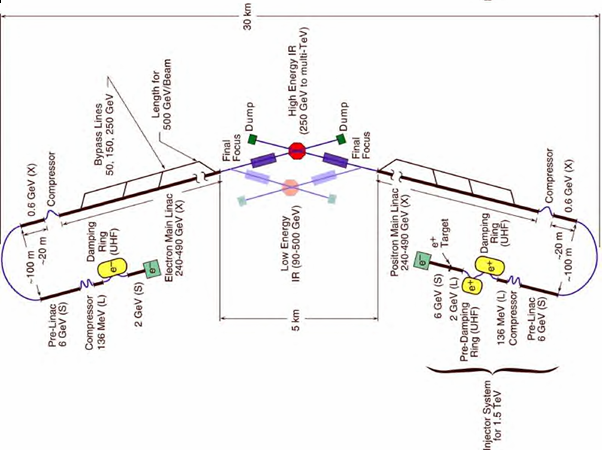 30 km
Length for
500 GeV/Beam
Bypass Lines
50, 150, 250 GeV
0.6 GeV (X)
Compressor
~20 m
~100 m
Pre-Linac
6 GeV (S)
Compressor
136 MeV (L)
Damping
Ring
(UHF)
e−
2 GeV (S)
e−
Electron Main Linac
240-490 GeV (X)
Final
Focus
Dump
High Energy IR
(250 GeV to multi-TeV)
Dump
Final
Focus
Low Energy
IR (90-500 GeV)
5 km
Positron Main Linac
240-490 GeV (X)
e−
e+
Target
6 GeV (S)
2 GeV (L)
Pre-Damping
Ring (UHF)
e+
e+
Damping
Ring
(UHF)
136 MeV (L)
Compressor
Pre-Linac
6 GeV (S)
Compressor
0.6 GeV (X)
~20 m
~100 m
Injector System
for 1.5 TeV